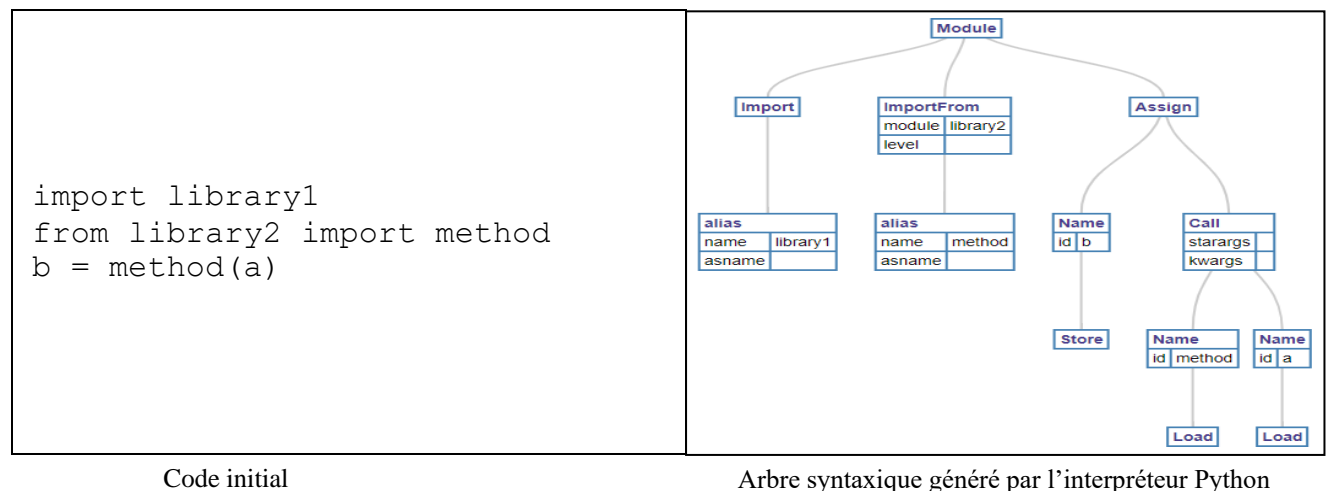 import library1
from library2 import method
b = method(a)
Module
Import
ImportFrom
module library2
level
Assign
alias
name library1
asname
alias
name method
asname
Name
id b
Call
starargs
kwargs
Store
Name
id method
Name
id a
Load
Load
Code initial
Arbre syntaxique généré par l'interpréteur Python